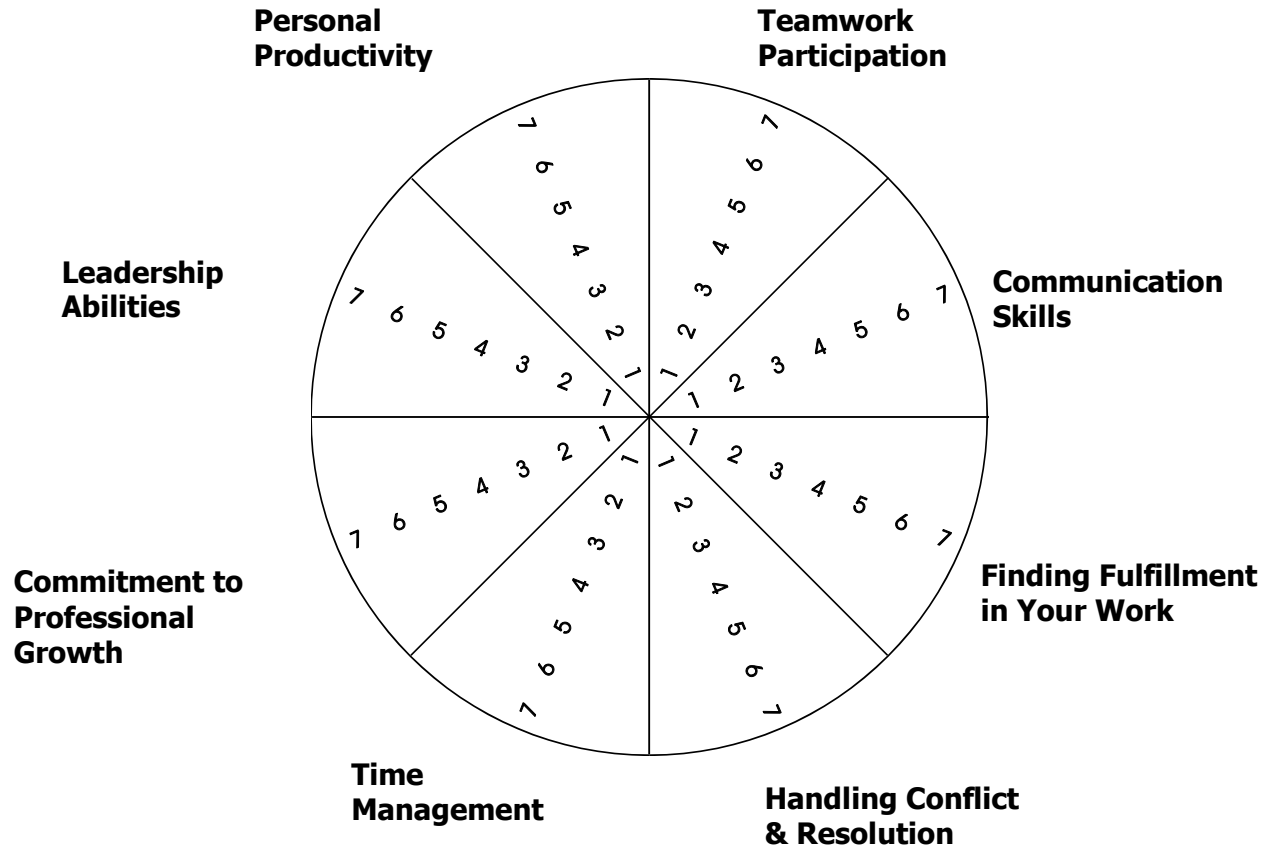 Personal
Productivity
Teamwork
Participation
Communication
Skills
Finding Fulfillment
in Your Work
Handling Conflict
& Resolution
Time
Management
Commitment to
Professional
Growth
Leadership
Abilities
7 6 5 4 3 2 1
1 2 3 4 5 6 7
1 2 3 4 5 6 7
1 2 3 4 5 6 7
1 2 3 4 5 6 7
1 2 3 4 5 6 7
7 6 5 4 3 2 1
7 6 5 4 3 2 1